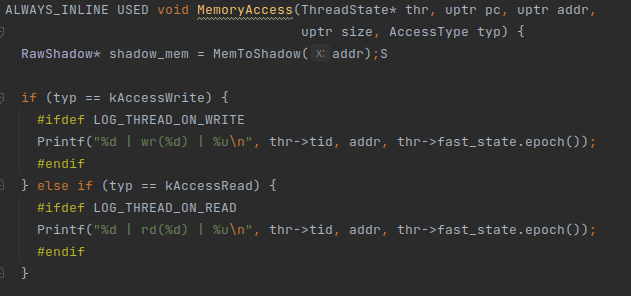 ALWAYS_INLINE USED void MemoryAccess(ThreadState* thr, uptr pc, uptr addr,
uptr size, AccessType typ) {
RawShadow* shadow_mem = MemToShadow( x: addr);S
if (typ == kAccessWrite) {
#ifdef LOG_THREAD_ON_WRITE
Printf("%d | wr(%d) | %u\n", thr->tid, addr, thr->fast_state.epoch());
#endif
} else if (typ == kAccessRead) {
#ifdef LOG_THREAD_ON_READ
Printf("%d | rd(%d) | %u\n", thr->tid, addr, thr->fast_state.epoch());
#endif
}